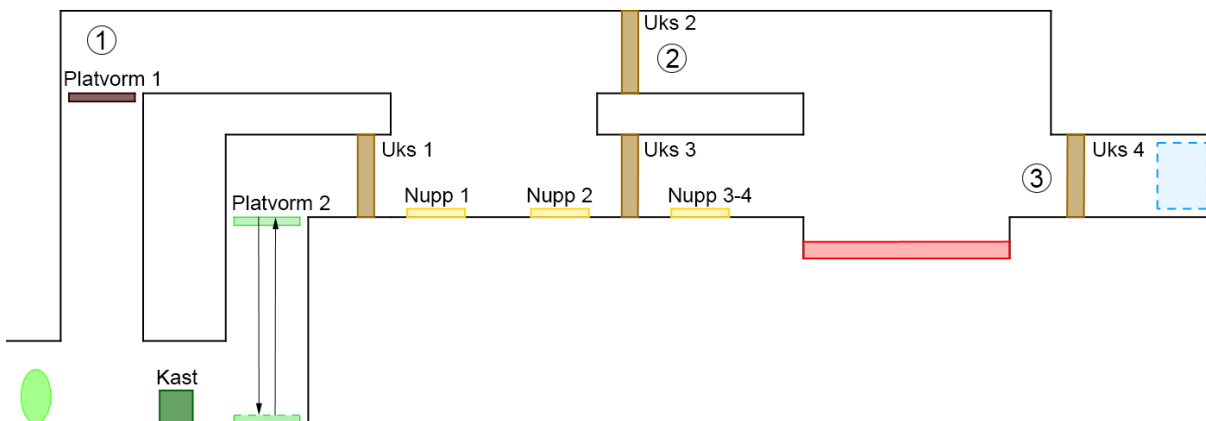 Uks 2
①
②
Platvorm 1
Uks 1
Uks 3
Uks 4
③
Platvorm 2
Nupp 1
Nupp 2
Nupp 3-4
Kast